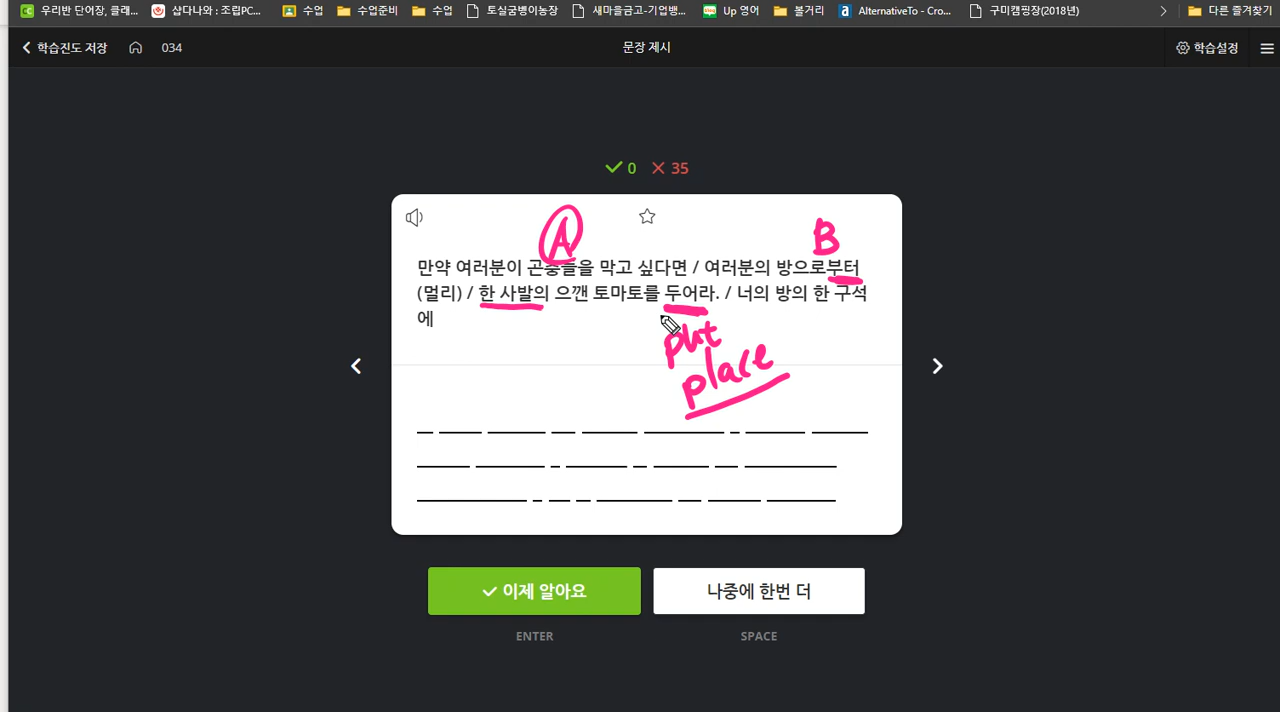 우리반 단어장, 클래... 샵다나와 : 조립PC... 수업 수업준비 수업 토실굼벵이농장 새마을금고-기업뱅... Up 영어 볼거리 AlternativeTo - Cro... 구미캠핑장(2018년) 다른 즐겨찾기
학습진도 저장 034 문장 제시 학습설정
0 35
A B
만약 여러분이 곤충들을 막고 싶다면 / 여러분의 방으로부터
(멀리) / 한 사발의 으깬 토마토를 두어라. / 너의 방의 한 구석
에
put
place
이제 알아요 나중에 한번 더
ENTER SPACE